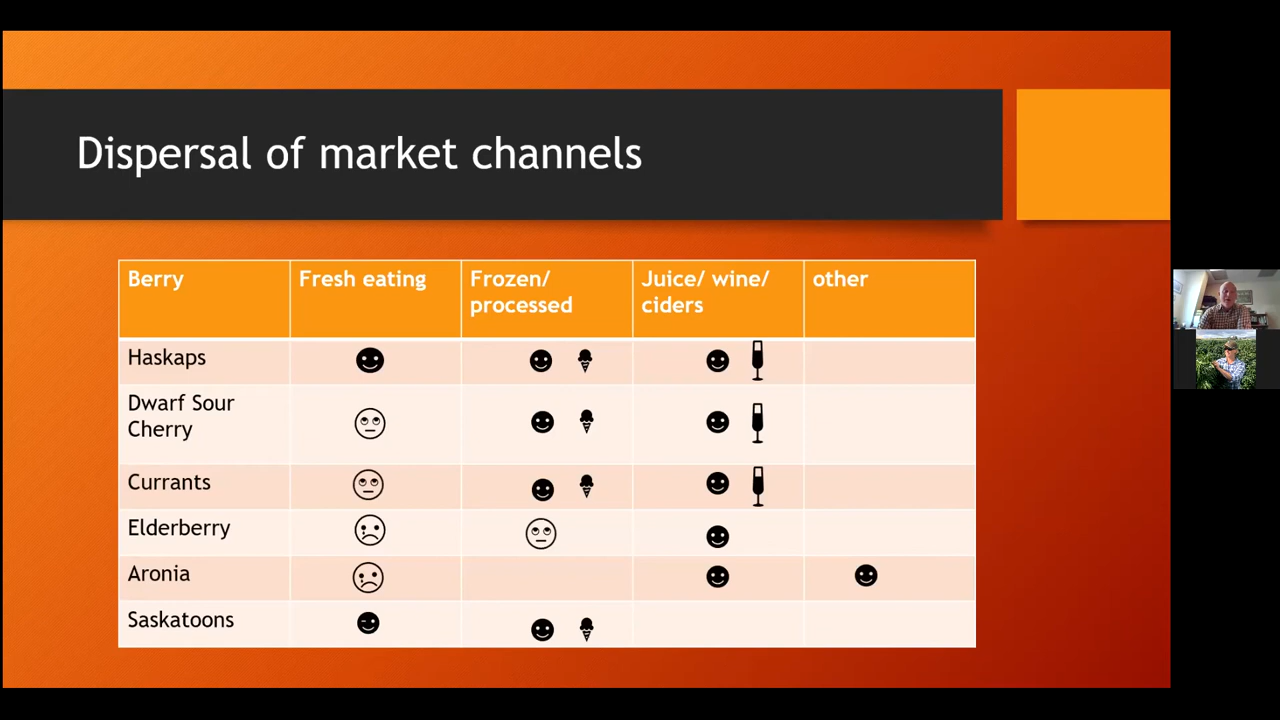 Dispersal of market channels
Berry
Fresh eating
Frozen/
processed
Juice/ wine/
ciders
other
Haskaps
Dwarf Sour
Cherry
Currants
Elderberry
Aronia
Saskatoons